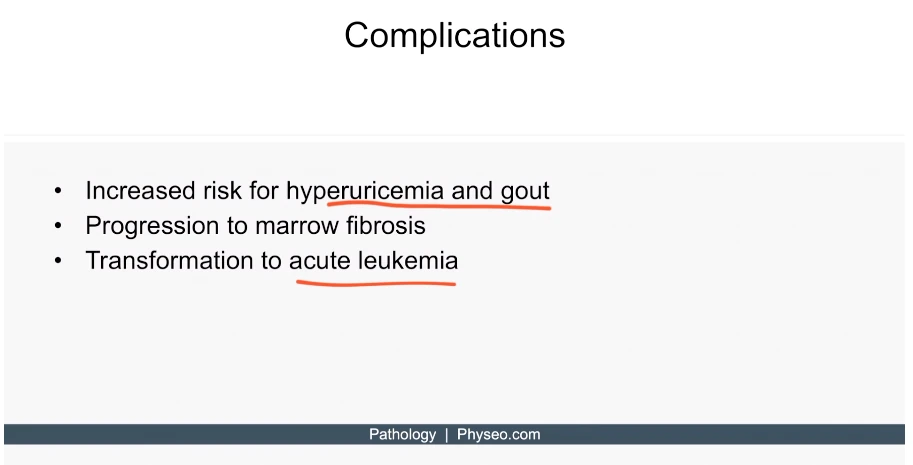 Complications
• Increased risk for hyperuricemia and gout
• Progression to marrow fibrosis
• Transformation to acute leukemia
Pathology | Physeo.com